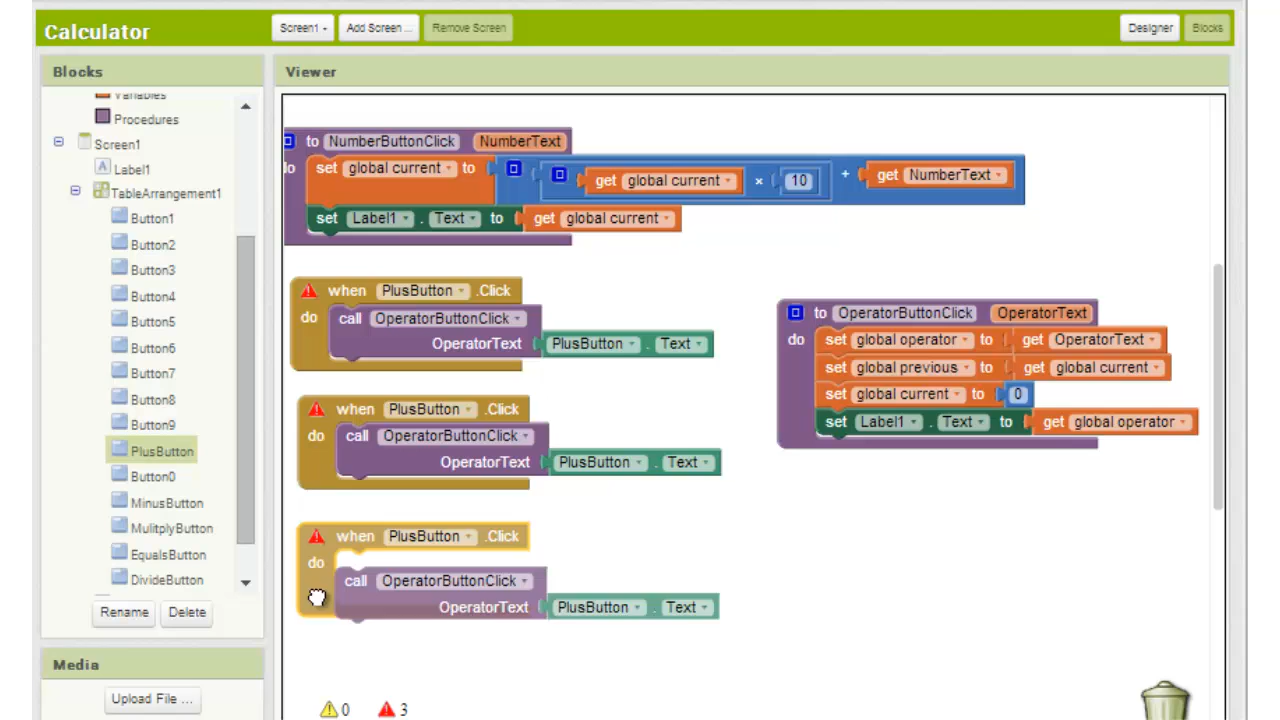 Calculator
Screen1
Add Screen ...
Remove Screen
Designer
Blocks
Blocks
Variables
Procedures
Screen1
Label1
TableArrangement1
Button1
Button2
Button3
Button4
Button5
Button6
Button7
Button8
Button9
PlusButton
Button0
MinusButton
MulitplyButton
EqualsButton
DivideButton
Rename
Delete
Media
Upload File ...
Viewer
to NumberButtonClick NumberText
do set global current to get global current × 10 + get NumberText
set Label1 . Text to get global current
when PlusButton .Click
do call OperatorButtonClick
OperatorText PlusButton . Text
when PlusButton .Click
do call OperatorButtonClick
OperatorText PlusButton . Text
when PlusButton .Click
do
call OperatorButtonClick
OperatorText PlusButton . Text
to OperatorButtonClick OperatorText
do set global operator to get OperatorText
set global previous to get global current
set global current to 0
set Label1 . Text to get global operator
0 3